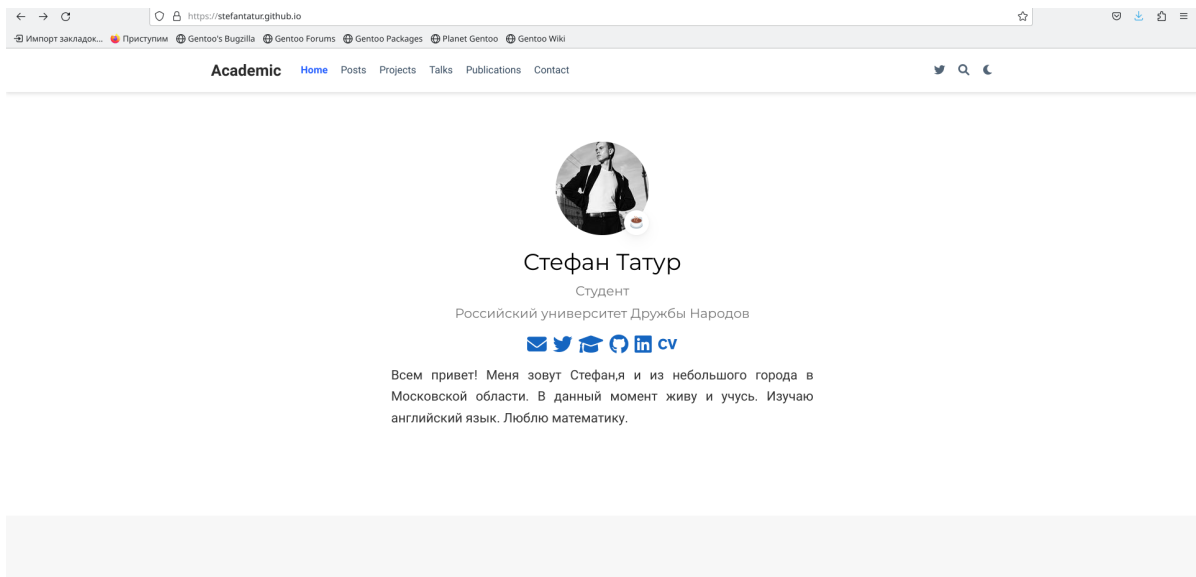 https://stefantatur.github.io
Импорт закладок... Приступим Gentoo's Bugzilla Gentoo Forums Gentoo Packages Planet Gentoo Gentoo Wiki
Academic Home Posts Projects Talks Publications Contact
Стефан Татур
Студент
Российский университет Дружбы Народов
CV
Всем привет! Меня зовут Стефан,я и из небольшого города в
Московской области. В данный момент живу и учусь. Изучаю
английский язык. Люблю математику.